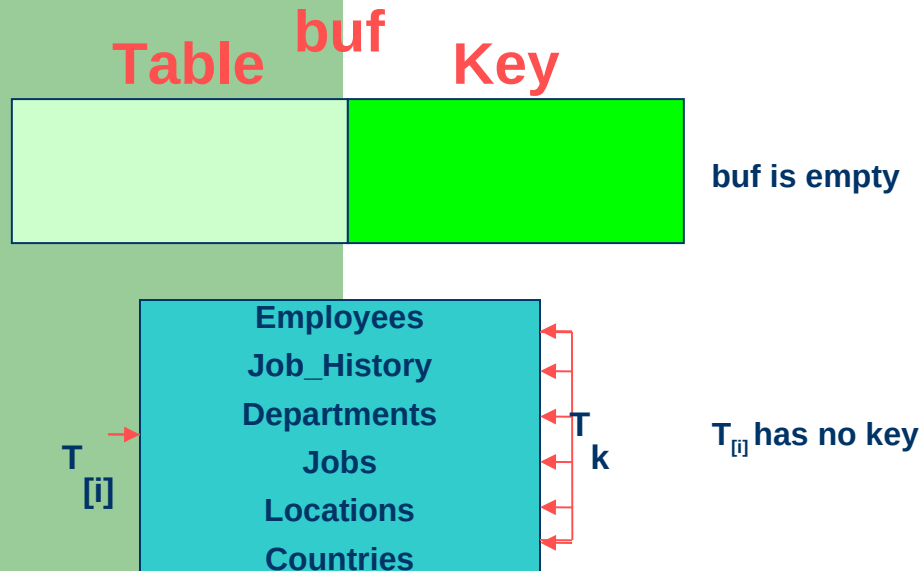 buf
Table
Key
buf is empty
Employees
Job_History
Departments
Jobs
Locations
Countries
T
[i]
T
k
T[i] has no key